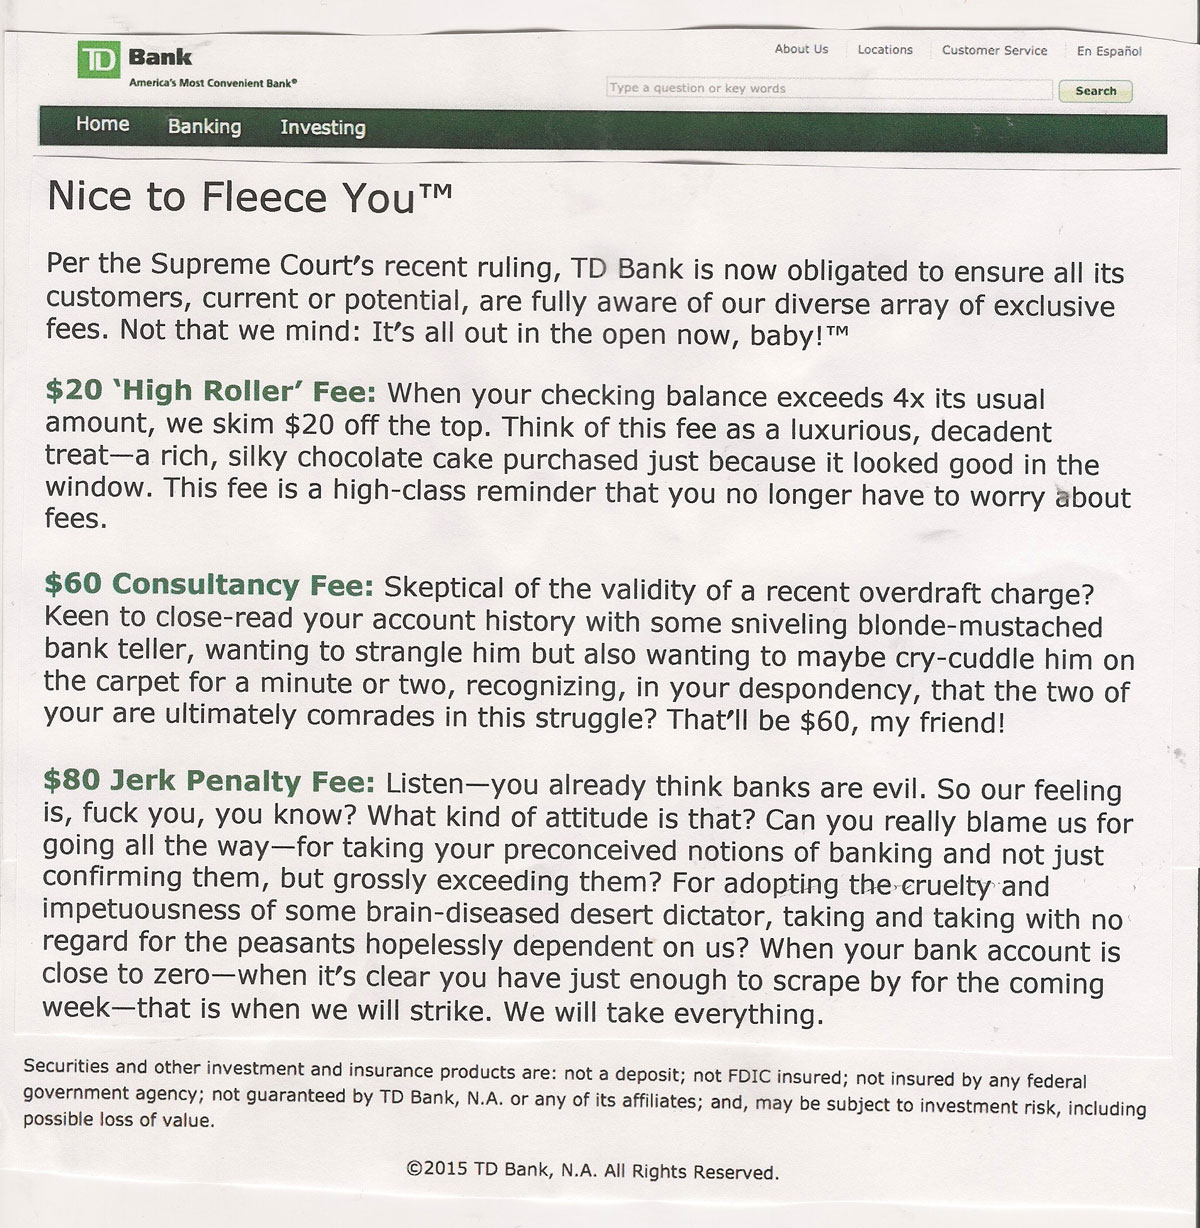 TD Bank
America's Most Convenient Bank®
About Us Locations Customer Service En Español
Type a question or key words Search
Home Banking Investing
Nice to Fleece You™
Per the Supreme Court's recent ruling, TD Bank is now obligated to ensure all its
customers, current or potential, are fully aware of our diverse array of exclusive
fees. Not that we mind: It's all out in the open now, baby!™
$20 ‘High Roller’ Fee: When your checking balance exceeds 4x its usual
amount, we skim $20 off the top. Think of this fee as a luxurious, decadent
treat—a rich, silky chocolate cake purchased just because it looked good in the
window. This fee is a high-class reminder that you no longer have to worry about
fees.
$60 Consultancy Fee: Skeptical of the validity of a recent overdraft charge?
Keen to close-read your account history with some sniveling blonde-mustached
bank teller, wanting to strangle him but also wanting to maybe cry-cuddle him on
the carpet for a minute or two, recognizing, in your despondency, that the two of
your are ultimately comrades in this struggle? That'll be $60, my friend!
$80 Jerk Penalty Fee: Listen—you already think banks are evil. So our feeling
is, fuck you, you know? What kind of attitude is that? Can you really blame us for
going all the way—for taking your preconceived notions of banking and not just
confirming them, but grossly exceeding them? For adopting the cruelty and
impetuousness of some brain-diseased desert dictator, taking and taking with no
regard for the peasants hopelessly dependent on us? When your bank account is
close to zero—when it's clear you have just enough to scrape by for the coming
week—that is when we will strike. We will take everything.
Securities and other investment and insurance products are: not a deposit; not FDIC insured; not insured by any federal
government agency; not guaranteed by TD Bank, N.A. or any of its affiliates; and, may be subject to investment risk, including
possible loss of value.
©2015 TD Bank, N.A. All Rights Reserved.